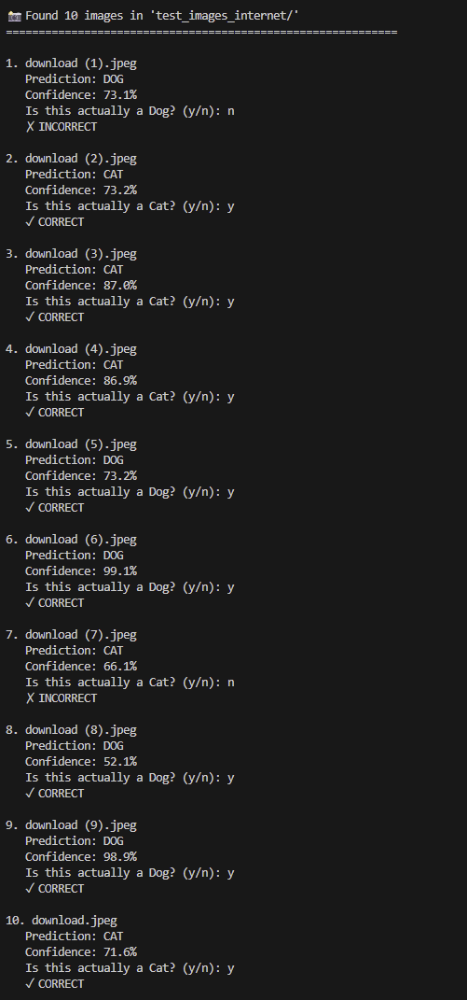 📸 Found 10 images in 'test_images_internet/'
============================================================
1. download (1).jpeg
Prediction: DOG
Confidence: 73.1%
Is this actually a Dog? (y/n): n
✗ INCORRECT
2. download (2).jpeg
Prediction: CAT
Confidence: 73.2%
Is this actually a Cat? (y/n): y
✓ CORRECT
3. download (3).jpeg
Prediction: CAT
Confidence: 87.0%
Is this actually a Cat? (y/n): y
✓ CORRECT
4. download (4).jpeg
Prediction: CAT
Confidence: 86.9%
Is this actually a Cat? (y/n): y
✓ CORRECT
5. download (5).jpeg
Prediction: DOG
Confidence: 73.2%
Is this actually a Dog? (y/n): y
✓ CORRECT
6. download (6).jpeg
Prediction: DOG
Confidence: 99.1%
Is this actually a Dog? (y/n): y
✓ CORRECT
7. download (7).jpeg
Prediction: CAT
Confidence: 66.1%
Is this actually a Cat? (y/n): n
✗ INCORRECT
8. download (8).jpeg
Prediction: DOG
Confidence: 52.1%
Is this actually a Dog? (y/n): y
✓ CORRECT
9. download (9).jpeg
Prediction: DOG
Confidence: 98.9%
Is this actually a Dog? (y/n): y
✓ CORRECT
10. download.jpeg
Prediction: CAT
Confidence: 71.6%
Is this actually a Cat? (y/n): y
✓ CORRECT